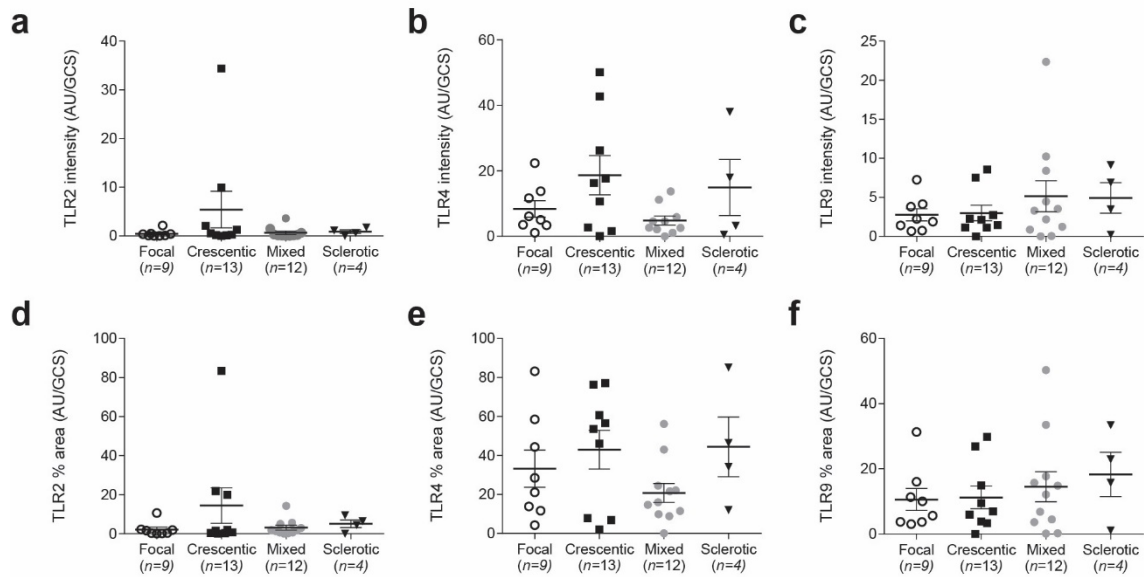 a
TLR2 intensity (AU/GCS)
40
30
20
10
0
Focal Crescentic Mixed Sclerotic
(n=9) (n=13) (n=12) (n=4)
b
TLR4 intensity (AU/GCS)
60
40
20
0
Focal Crescentic Mixed Sclerotic
(n=9) (n=13) (n=12) (n=4)
c
TLR9 intensity (AU/GCS)
25
20
15
10
5
0
Focal Crescentic Mixed Sclerotic
(n=9) (n=13) (n=12) (n=4)
d
TLR2 % area (AU/GCS)
100
80
60
40
20
0
Focal Crescentic Mixed Sclerotic
(n=9) (n=13) (n=12) (n=4)
e
TLR4 % area (AU/GCS)
100
80
60
40
20
0
Focal Crescentic Mixed Sclerotic
(n=9) (n=13) (n=12) (n=4)
f
TLR9 % area (AU/GCS)
60
40
20
0
Focal Crescentic Mixed Sclerotic
(n=9) (n=13) (n=12) (n=4)